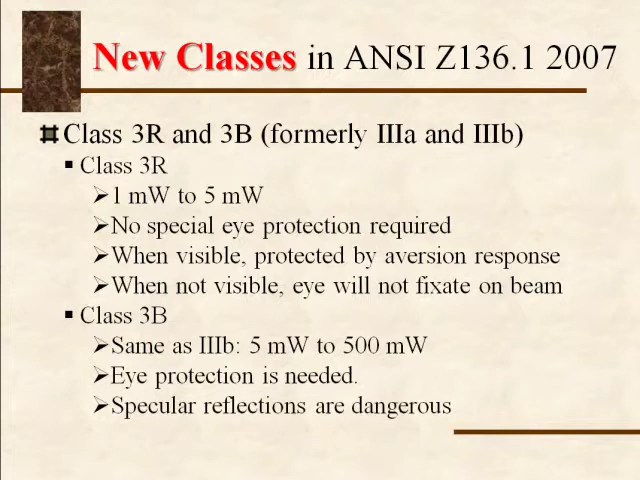 New Classes in ANSI Z136.1 2007
Class 3R and 3B (formerly IIIa and IIIb)
Class 3R
1 mW to 5 mW
No special eye protection required
When visible, protected by aversion response
When not visible, eye will not fixate on beam
Class 3B
Same as IIIb: 5 mW to 500 mW
Eye protection is needed.
Specular reflections are dangerous